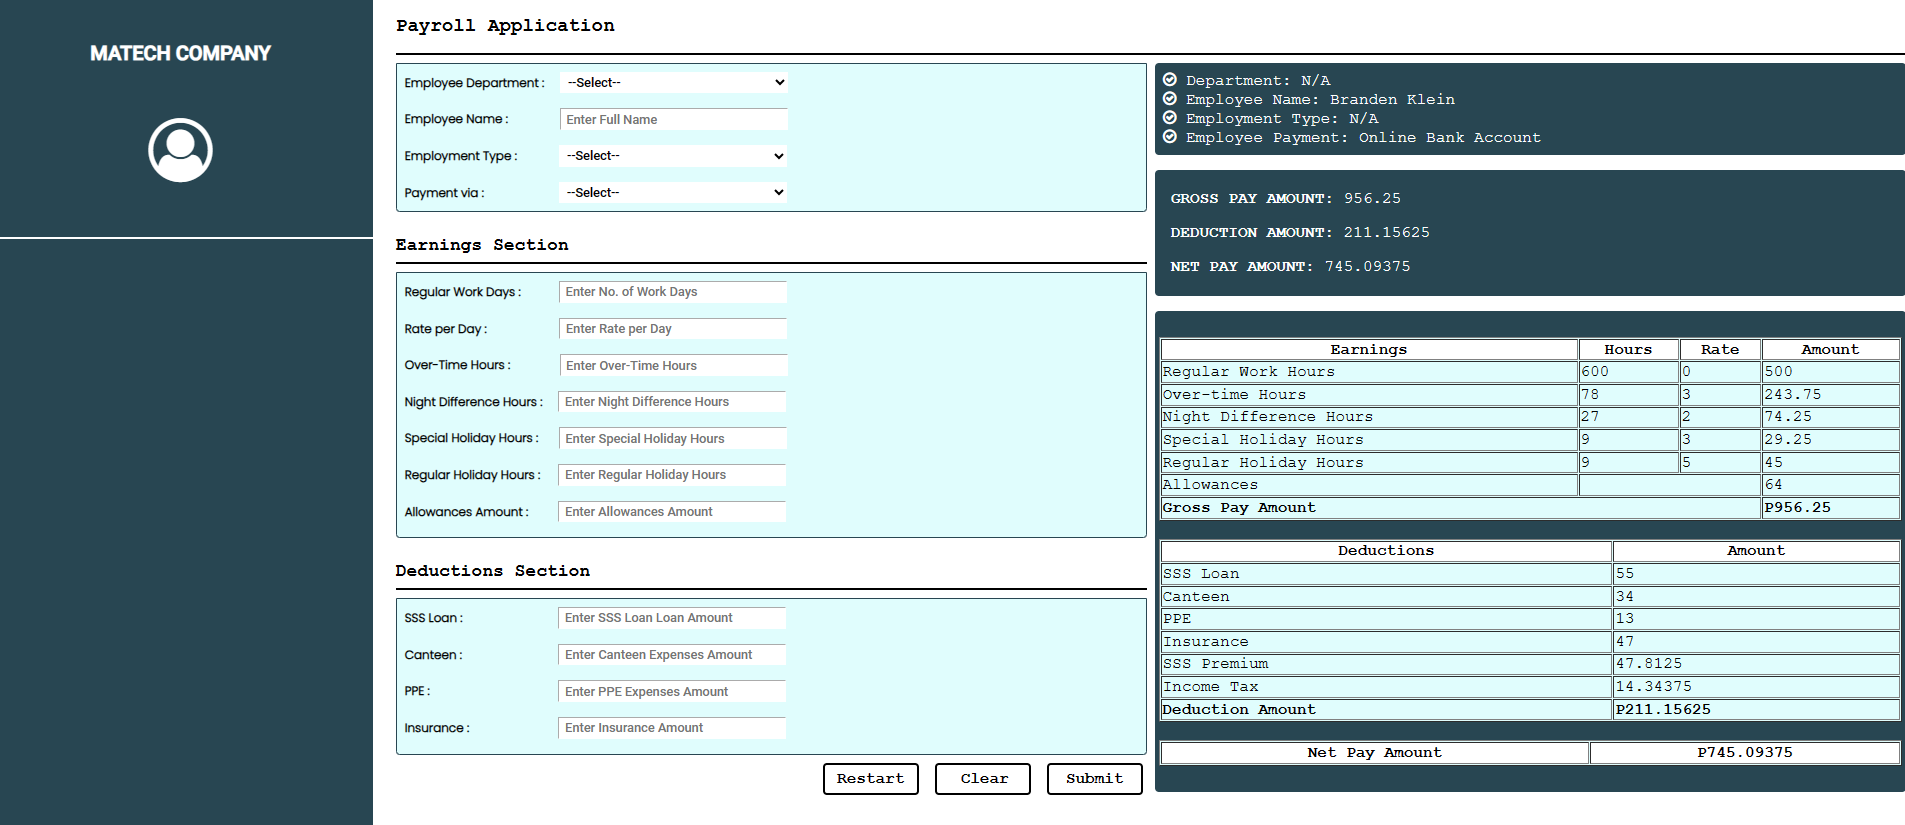 MATECH COMPANY
Payroll Application
Employee Department : --Select--
Employee Name : Enter Full Name
Employment Type : --Select--
Payment via : --Select--
Earnings Section
Regular Work Days : Enter No. of Work Days
Rate per Day : Enter Rate per Day
Over-Time Hours : Enter Over-Time Hours
Night Difference Hours : Enter Night Difference Hours
Special Holiday Hours : Enter Special Holiday Hours
Regular Holiday Hours : Enter Regular Holiday Hours
Allowances Amount : Enter Allowances Amount
Deductions Section
SSS Loan : Enter SSS Loan Loan Amount
Canteen : Enter Canteen Expenses Amount
PPE : Enter PPE Expenses Amount
Insurance : Enter Insurance Amount
Restart Clear Submit
Department: N/A
Employee Name: Branden Klein
Employment Type: N/A
Employee Payment: Online Bank Account
GROSS PAY AMOUNT: 956.25
DEDUCTION AMOUNT: 211.15625
NET PAY AMOUNT: 745.09375
Earnings Hours Rate Amount
Regular Work Hours 600 0 500
Over-time Hours 78 3 243.75
Night Difference Hours 27 2 74.25
Special Holiday Hours 9 3 29.25
Regular Holiday Hours 9 5 45
Allowances 64
Gross Pay Amount P956.25
Deductions Amount
SSS Loan 55
Canteen 34
PPE 13
Insurance 47
SSS Premium 47.8125
Income Tax 14.34375
Deduction Amount P211.15625
Net Pay Amount P745.09375